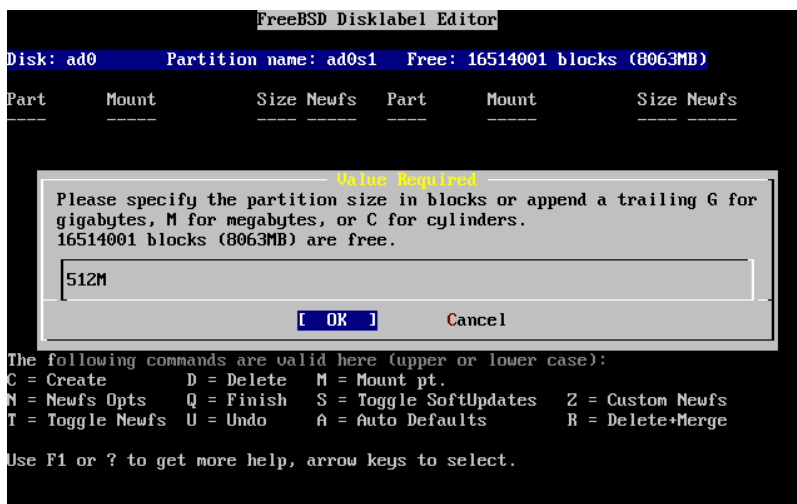 FreeBSD Disklabel Editor
Disk: ad0 Partition name: ad0s1 Free: 16514001 blocks (8063MB)
Part Mount Size Newfs Part Mount Size Newfs
---- ----- ---- ----- ---- ----- ---- -----
Value Required
Please specify the partition size in blocks or append a trailing G for
gigabytes, M for megabytes, or C for cylinders.
16514001 blocks (8063MB) are free.
512M
[ OK ] Cancel
The following commands are valid here (upper or lower case):
C = Create D = Delete M = Mount pt.
N = Newfs Opts Q = Finish S = Toggle SoftUpdates Z = Custom Newfs
T = Toggle Newfs U = Undo A = Auto Defaults R = Delete+Merge
Use F1 or ? to get more help, arrow keys to select.